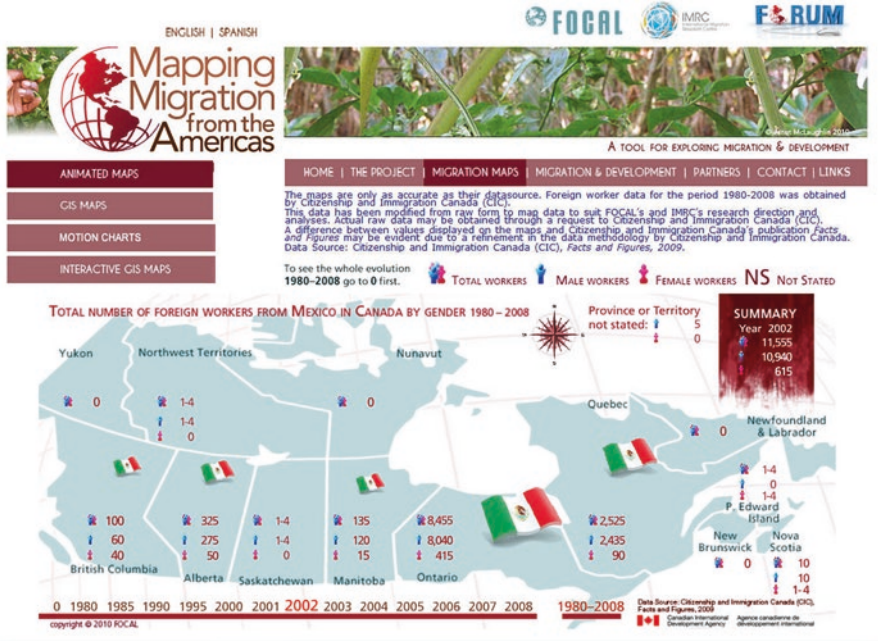 FOCAL
IMRC
International Migration
Research Centre
FORUM
ENGLISH | SPANISH
Mapping
Migration
from the
Americas
A TOOL FOR EXPLORING MIGRATION & DEVELOPMENT
ANIMATED MAPS
GIS MAPS
MOTION CHARTS
INTERACTIVE GIS MAPS
HOME | THE PROJECT | MIGRATION MAPS | MIGRATION & DEVELOPMENT | PARTNERS | CONTACT | LINKS
The maps are only as accurate as their datasource. Foreign worker data for the period 1980-2008 was obtained
by Citizenship and Immigration Canada (CIC).
This data has been modified from raw form to map data to suit FOCAL's and IMRC's research direction and
analyses. Actual raw data may be obtained through a request to Citizenship and Immigration Canada (CIC).
A difference between values displayed on the maps and Citizenship and Immigration Canada's publication Facts
and Figures may be evident due to a refinement in the data methodology by Citizenship and Immigration Canada.
Data Source: Citizenship and Immigration Canada (CIC), Facts and Figures, 2009.
To see the whole evolution
1980–2008 go to 0 first.
TOTAL WORKERS
MALE WORKERS
FEMALE WORKERS
NS NOT STATED
TOTAL NUMBER OF FOREIGN WORKERS FROM MEXICO IN CANADA BY GENDER 1980 – 2008
Province or Territory
not stated: 5
0
SUMMARY
Year 2002
11,555
10,940
615
Yukon
0
Northwest Territories
1-4
1-4
0
Nunavut
0
Quebec
2,525
2,435
90
Newfoundland
& Labrador
0
1-4
0
1-4
P. Edward
Island
New
Brunswick
0
Nova
Scotia
10
10
1-4
100
60
40
British Columbia
325
275
50
Alberta
1-4
1-4
0
Saskatchewan
135
120
15
Manitoba
8,455
8,040
415
Ontario
0 1980 1985 1990 1995 2000 2001 2002 2003 2004 2005 2006 2007 2008
1980–2008
Data Source: Citizenship and Immigration Canada (CIC),
Facts and Figures, 2009
copyright © 2010 FOCAL
Canadian International
Development Agency
Agence canadienne de
développement international